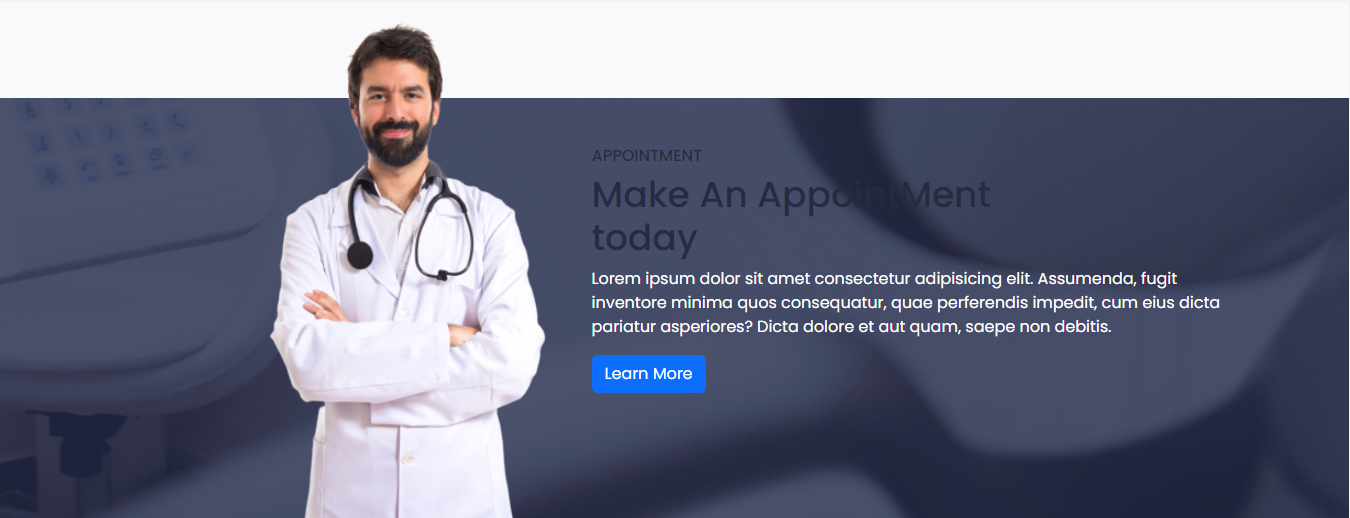 APPOINTMENT
Make An AppointMent
today
Lorem ipsum dolor sit amet consectetur adipisicing elit. Assumenda, fugit
inventore minima quos consequatur, quae perferendis impedit, cum eius dicta
pariatur asperiores? Dicta dolore et aut quam, saepe non debitis.
Learn More